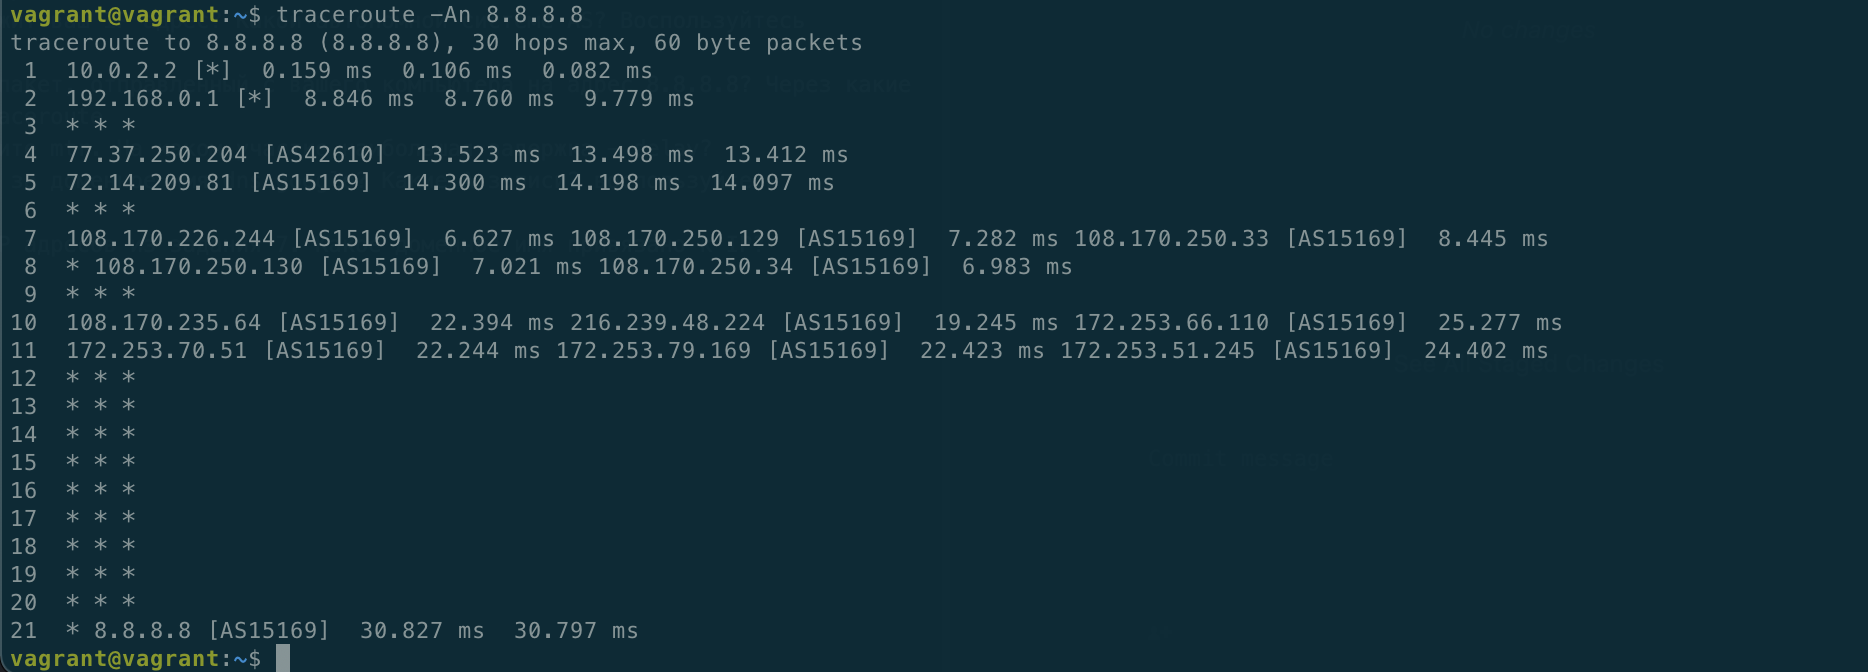 vagrant@vagrant:~$ traceroute -An 8.8.8.8
traceroute to 8.8.8.8 (8.8.8.8), 30 hops max, 60 byte packets
 1  10.0.2.2 [*]  0.159 ms  0.106 ms  0.082 ms
 2  192.168.0.1 [*]  8.846 ms  8.760 ms  9.779 ms
 3  * * *
 4  77.37.250.204 [AS42610]  13.523 ms  13.498 ms  13.412 ms
 5  72.14.209.81 [AS15169]  14.300 ms  14.198 ms  14.097 ms
 6  * * *
 7  108.170.226.244 [AS15169]  6.627 ms 108.170.250.129 [AS15169]  7.282 ms 108.170.250.33 [AS15169]  8.445 ms
 8  * 108.170.250.130 [AS15169]  7.021 ms 108.170.250.34 [AS15169]  6.983 ms
 9  * * *
10  108.170.235.64 [AS15169]  22.394 ms 216.239.48.224 [AS15169]  19.245 ms 172.253.66.110 [AS15169]  25.277 ms
11  172.253.70.51 [AS15169]  22.244 ms 172.253.79.169 [AS15169]  22.423 ms 172.253.51.245 [AS15169]  24.402 ms
12  * * *
13  * * *
14  * * *
15  * * *
16  * * *
17  * * *
18  * * *
19  * * *
20  * * *
21  * 8.8.8.8 [AS15169]  30.827 ms  30.797 ms
vagrant@vagrant:~$